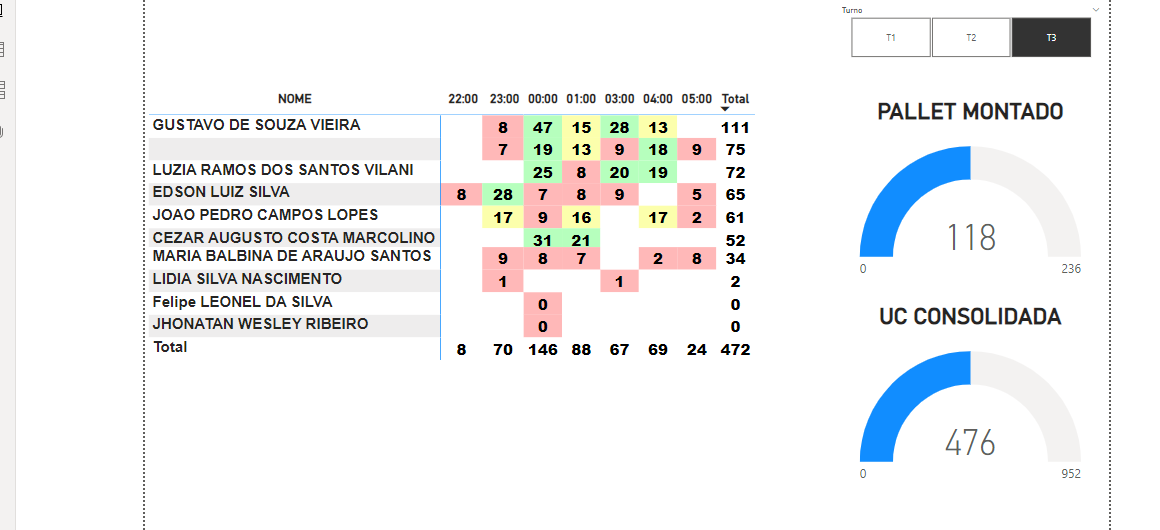 Turno
T1 T2 T3
NOME 22:00 23:00 00:00 01:00 03:00 04:00 05:00 Total
GUSTAVO DE SOUZA VIEIRA 8 47 15 28 13 111
7 19 13 9 18 9 75
LUZIA RAMOS DOS SANTOS VILANI 25 8 20 19 72
EDSON LUIZ SILVA 8 28 7 8 9 5 65
JOAO PEDRO CAMPOS LOPES 17 9 16 17 2 61
CEZAR AUGUSTO COSTA MARCOLINO 31 21 52
MARIA BALBINA DE ARAUJO SANTOS 9 8 7 2 8 34
LIDIA SILVA NASCIMENTO 1 1 2
Felipe LEONEL DA SILVA 0 0
JHONATAN WESLEY RIBEIRO 0 0
Total 8 70 146 88 67 69 24 472
PALLET MONTADO
118
0 236
UC CONSOLIDADA
476
0 952